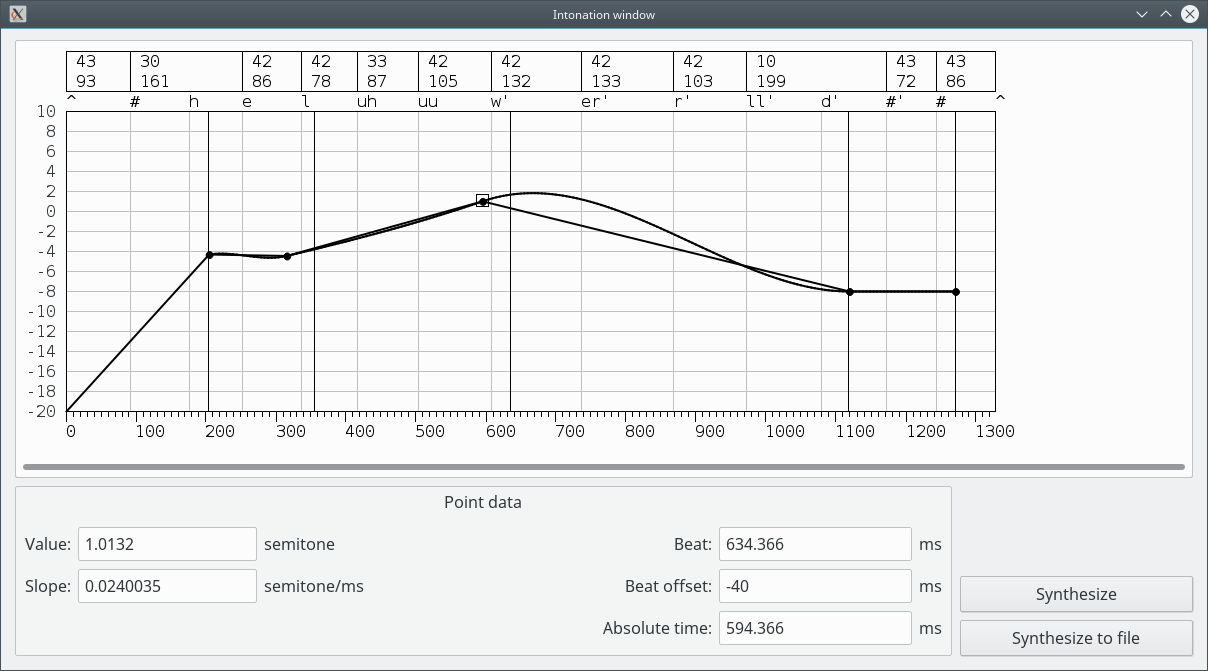 Intonation window
43 30 42 42 33 42 42 42 42 10 43 43
93 161 86 78 87 105 132 133 103 199 72 86
^ # h e l uh uu w' er' r' ll' d' #' # ^
10
8
6
4
2
0
-2
-4
-6
-8
-10
-12
-14
-16
-18
-20
0 100 200 300 400 500 600 700 800 900 1000 1100 1200 1300
Point data
Value: 1.0132 semitone Beat: 634.366 ms
Slope: 0.0240035 semitone/ms Beat offset: -40 ms
Synthesize
Absolute time: 594.366 ms
Synthesize to file